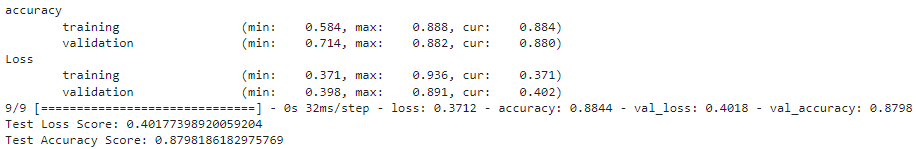 accuracy
training (min: 0.584, max: 0.888, cur: 0.884)
validation (min: 0.714, max: 0.882, cur: 0.880)
Loss
training (min: 0.371, max: 0.936, cur: 0.371)
validation (min: 0.398, max: 0.891, cur: 0.402)
9/9 [==============================] - 0s 32ms/step - loss: 0.3712 - accuracy: 0.8844 - val_loss: 0.4018 - val_accuracy: 0.8798
Test Loss Score: 0.40177398920059204
Test Accuracy Score: 0.8798186182975769